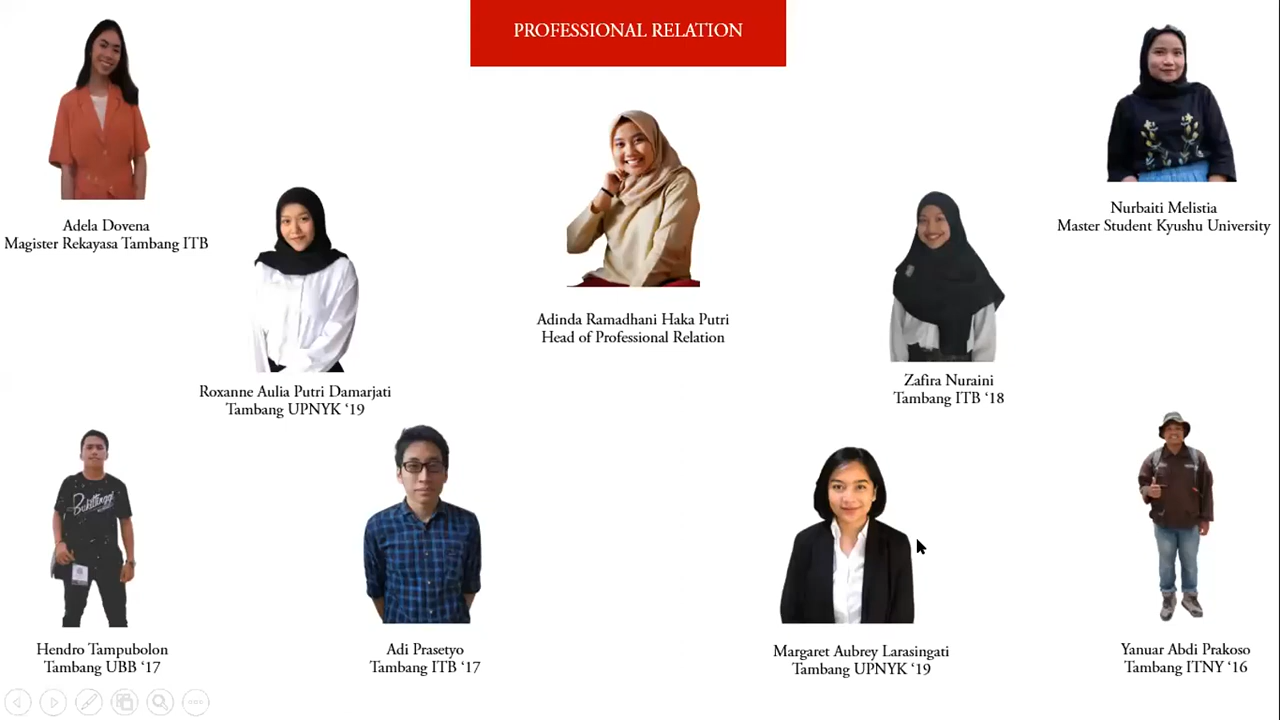 PROFESSIONAL RELATION
Adela Dovena
Magister Rekayasa Tambang ITB
Nurbaiti Melistia
Master Student Kyushu University
Adinda Ramadhani Haka Putri
Head of Professional Relation
Roxanne Aulia Putri Damarjati
Tambang UPNYK ‘19
Zafira Nuraini
Tambang ITB ‘18
Bukittinggi
Hendro Tampubolon
Tambang UBB ‘17
Adi Prasetyo
Tambang ITB ‘17
Margaret Aubrey Larasingati
Tambang UPNYK ‘19
Yanuar Abdi Prakoso
Tambang ITNY ‘16